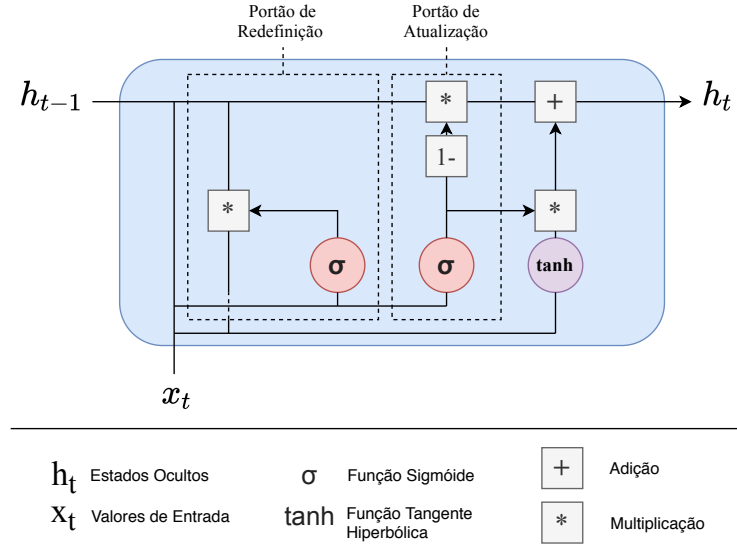 Portão de
Redefinição
Portão de
Atualização
h_{t-1}
*
+
h_t
1-
*
*
σ
σ
tanh
x_t
h_t Estados Ocultos
σ Função Sigmóide
+ Adição
x_t Valores de Entrada
tanh Função Tangente
Hiperbólica
* Multiplicação